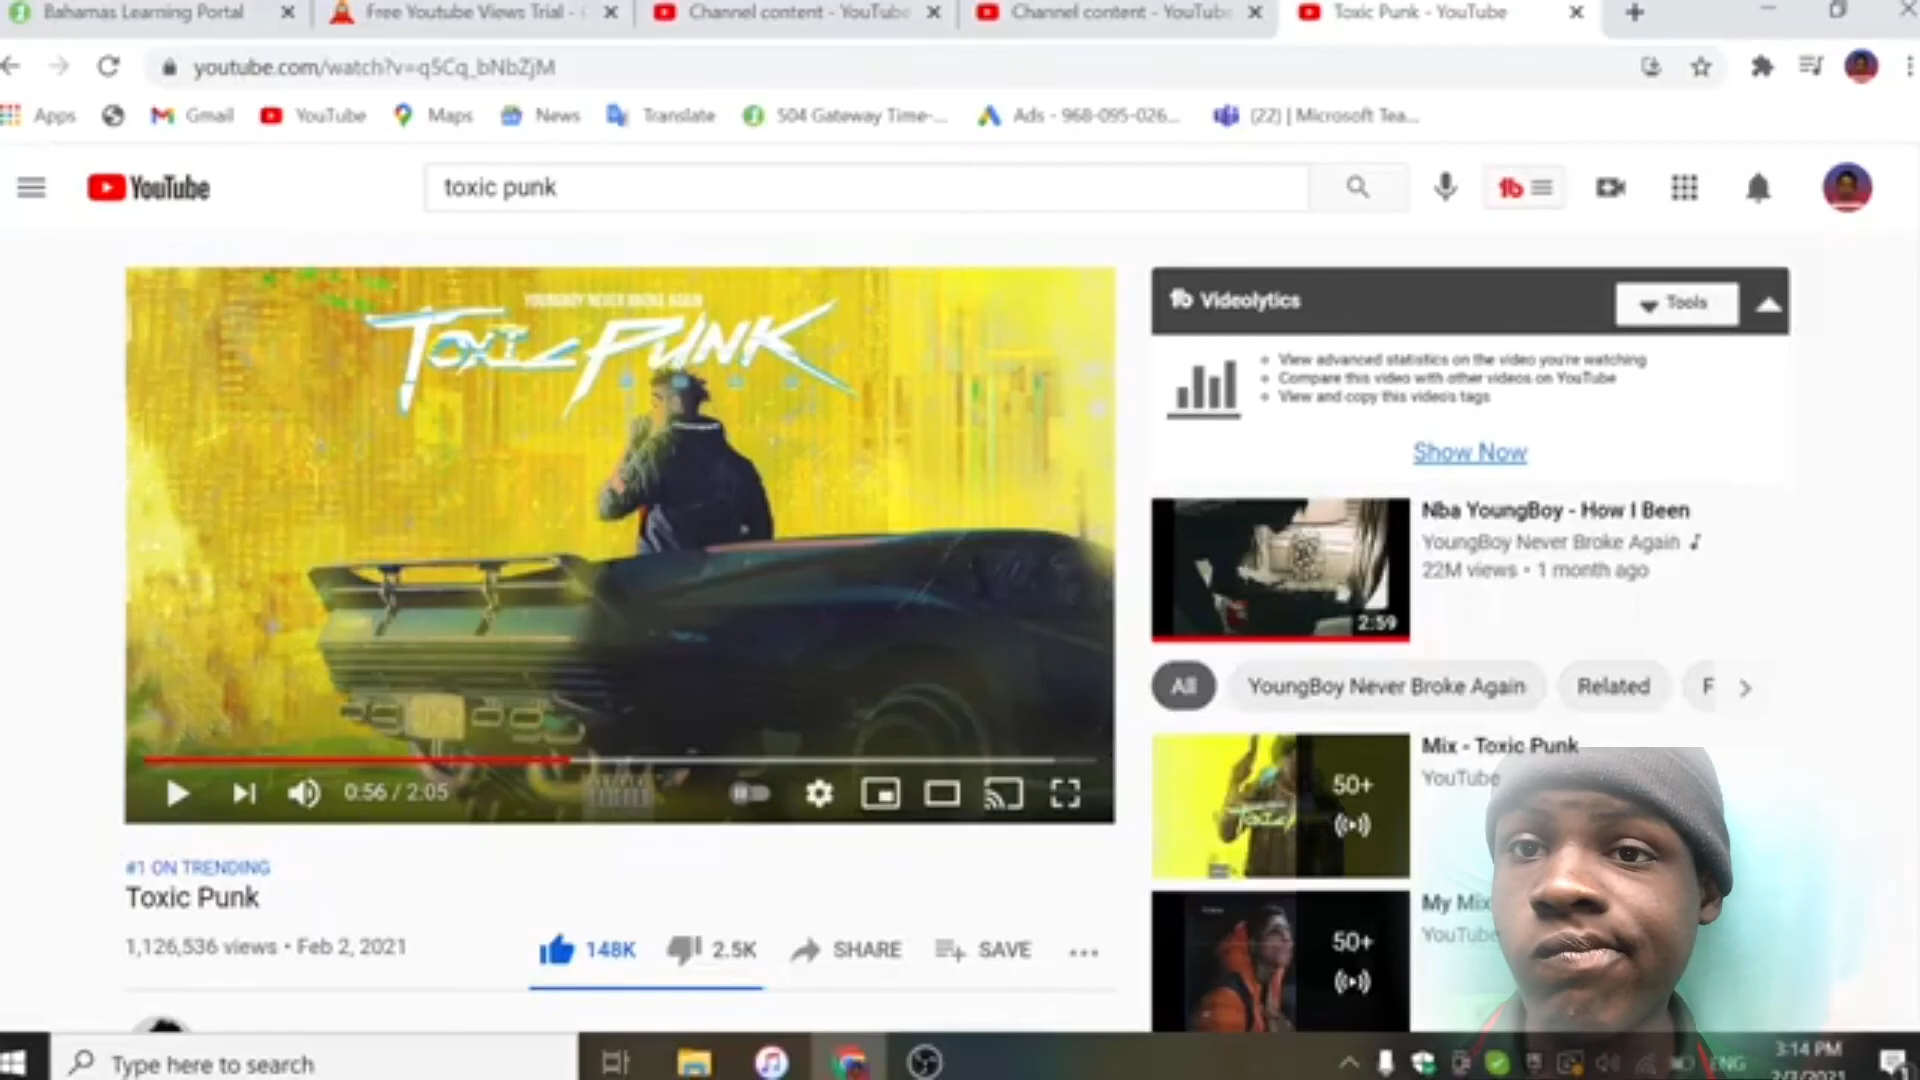 Bahamas Learning Portal
Free Youtube Views Trial - (
Channel content - YouTube
Channel content - YouTube
Toxic Punk - YouTube
youtube.com/watch?v=q5Cq_bNbZjM
Apps
Gmail
YouTube
Maps
News
Translate
504 Gateway Time-...
Ads - 968-095-026...
(22) | Microsoft Tea...
YouTube
toxic punk
YOUNGBOY NEVER BROKE AGAIN
TOXIC PUNK
0:56 / 2:05
#1 ON TRENDING
Toxic Punk
1,126,536 views • Feb 2, 2021
148K
2.5K
SHARE
SAVE
Videolytics
Tools
View advanced statistics on the video you're watching
Compare this video with other videos on YouTube
View and copy this video's tags
Show Now
2:59
Nba YoungBoy - How I Been
YoungBoy Never Broke Again
22M views • 1 month ago
All
YoungBoy Never Broke Again
Related
F
TOXIC
50+
Mix - Toxic Punk
YouTube
50+
My Mix
YouTube
Type here to search
ENG
3:14 PM